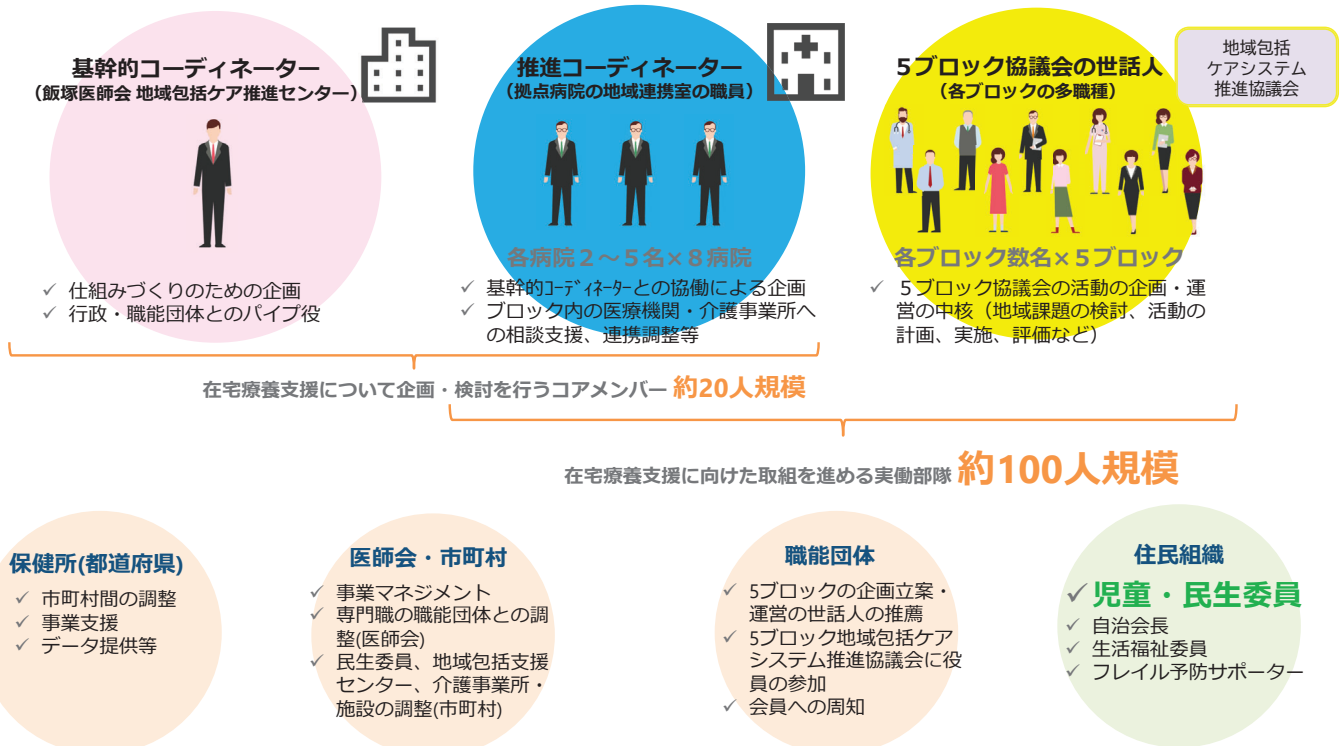 基幹的コーディネーター
（飯塚医師会 地域包括ケア推進センター）
✓ 仕組みづくりのための企画
✓ 行政・職能団体とのパイプ役
推進コーディネーター
（拠点病院の地域連携室の職員）
各病院２～５名×８病院
✓ 基幹的ｺｰﾃﾞｨﾈｰﾀｰとの協働による企画
✓ ブロック内の医療機関・介護事業所へ
の相談支援、連携調整等
5ブロック協議会の世話人
（各ブロックの多職種）
各ブロック数名×５ブロック
✓ ５ブロック協議会の活動の企画・運
営の中核（地域課題の検討、活動の
計画、実施、評価など）
地域包括
ケアシステム
推進協議会
在宅療養支援について企画・検討を行うコアメンバー 約20人規模
在宅療養支援に向けた取組を進める実働部隊 約100人規模
保健所(都道府県)
✓ 市町村間の調整
✓ 事業支援
✓ データ提供等
医師会・市町村
✓ 事業マネジメント
✓ 専門職の職能団体との調
整(医師会)
✓ 民生委員、地域包括支援
センター、介護事業所・
施設の調整(市町村)
職能団体
✓ 5ブロックの企画立案・
運営の世話人の推薦
✓ 5ブロック地域包括ケア
システム推進協議会に役
員の参加
✓ 会員への周知
住民組織
✓ 児童・民生委員
✓ 自治会長
✓ 生活福祉委員
✓ フレイル予防サポーター